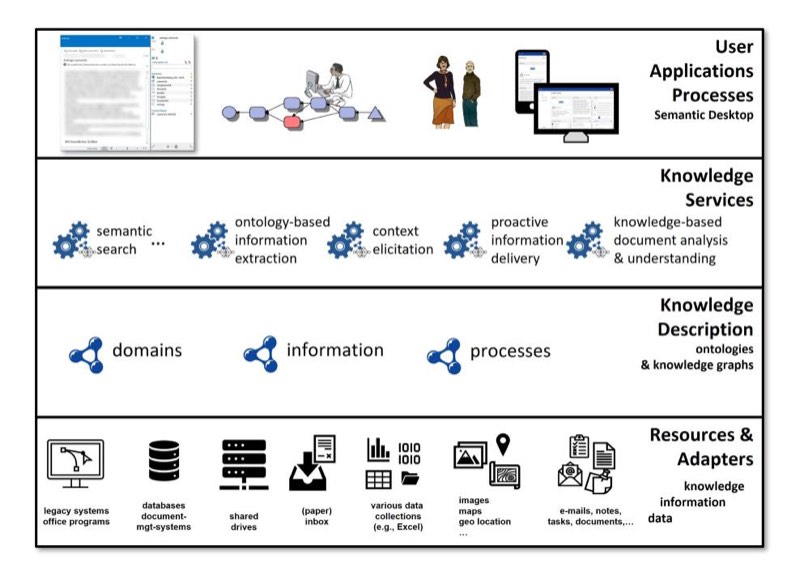 User
Applications
Processes
Semantic Desktop
Knowledge
Services
semantic
search
...
ontology-based
information
extraction
context
elicitation
proactive
information
delivery
knowledge-based
document analysis
& understanding
Knowledge
Description
ontologies
& knowledge graphs
domains
information
processes
Resources &
Adapters
knowledge
information
data
1010
1010
legacy systems
office programs
databases
document-
mgt-systems
shared
drives
(paper)
inbox
various data
collections
(e.g., Excel)
images
maps
geo location
...
e-mails, notes,
tasks, documents,...